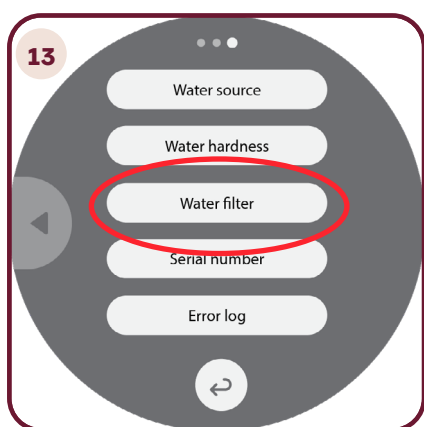 13
Water source
Water hardness
Water filter
Serial number
Error log